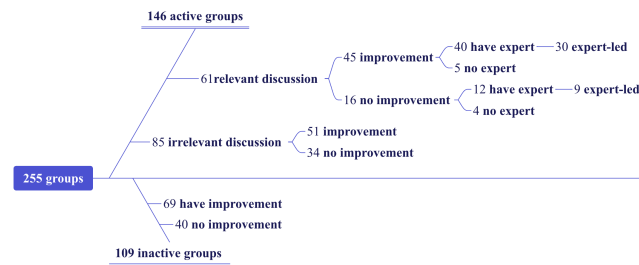 146 active groups
45 improvement
40 have expert
30 expert-led
5 no expert
61relevant discussion
16 no improvement
12 have expert
9 expert-led
4 no expert
85 irrelevant discussion
51 improvement
34 no improvement
255 groups
69 have improvement
40 no improvement
109 inactive groups